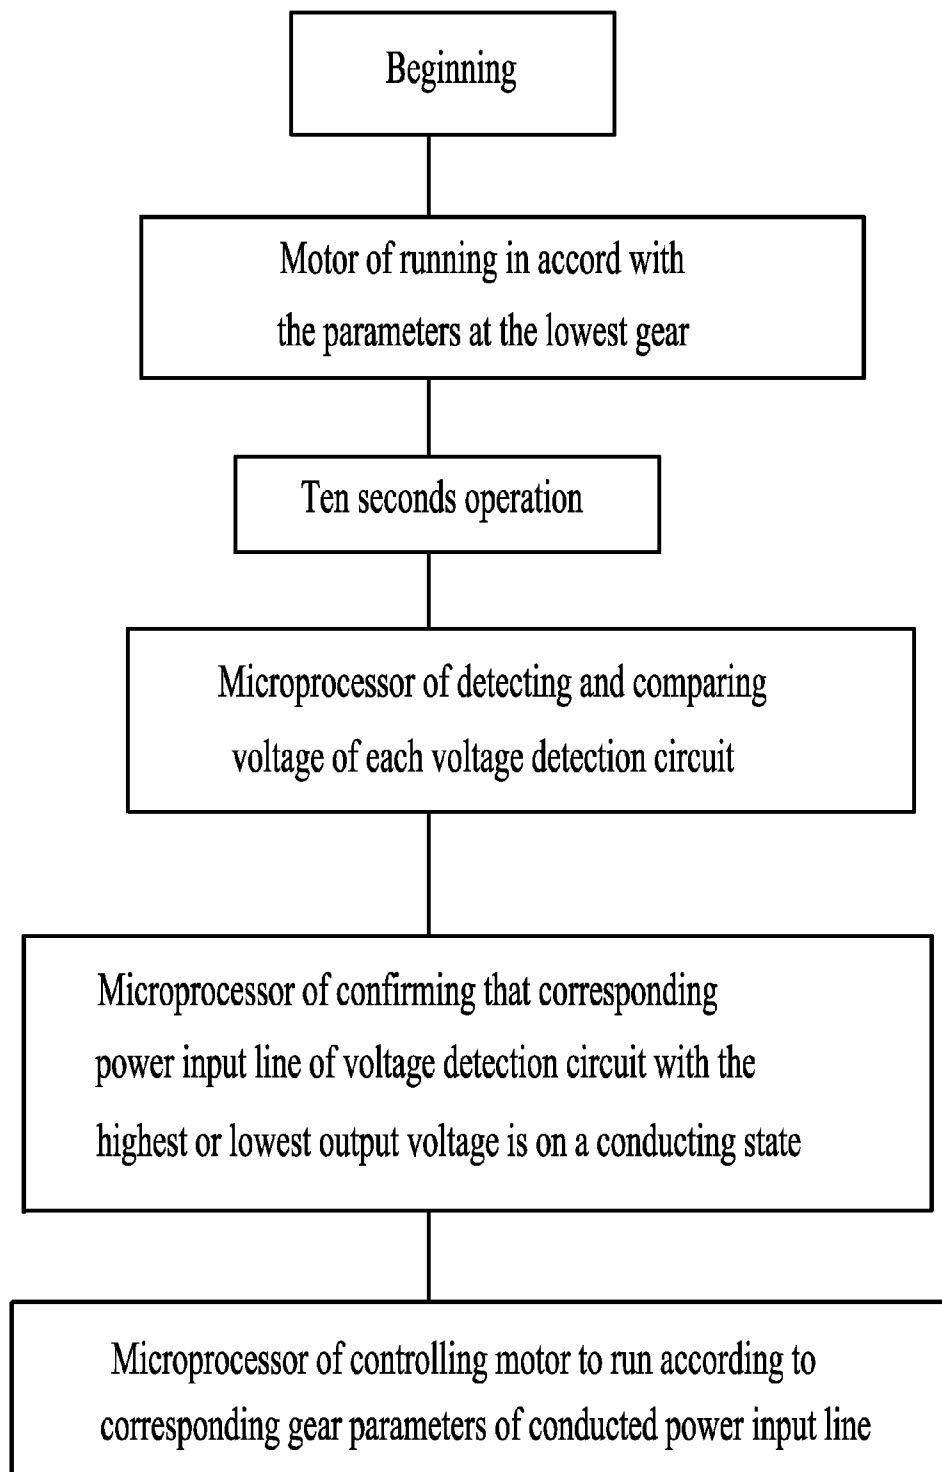 Beginning
Motor of running in accord with
the parameters at the lowest gear
Ten seconds operation
Microprocessor of detecting and comparing
voltage of each voltage detection circuit
Microprocessor of confirming that corresponding
power input line of voltage detection circuit with the
highest or lowest output voltage is on a conducting state
Microprocessor of controlling motor to run according to
corresponding gear parameters of conducted power input line